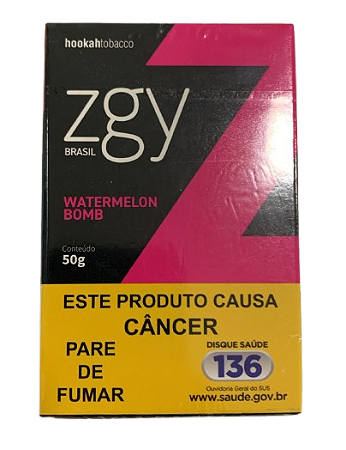 hookahtobacco
zgy
BRASIL
WATERMELON
BOMB
Conteúdo
50g
ESTE PRODUTO CAUSA
CÂNCER
PARE
DE
FUMAR
DISQUE SAÚDE
136
Ouvidoria Geral do SUS
www.saude.gov.br